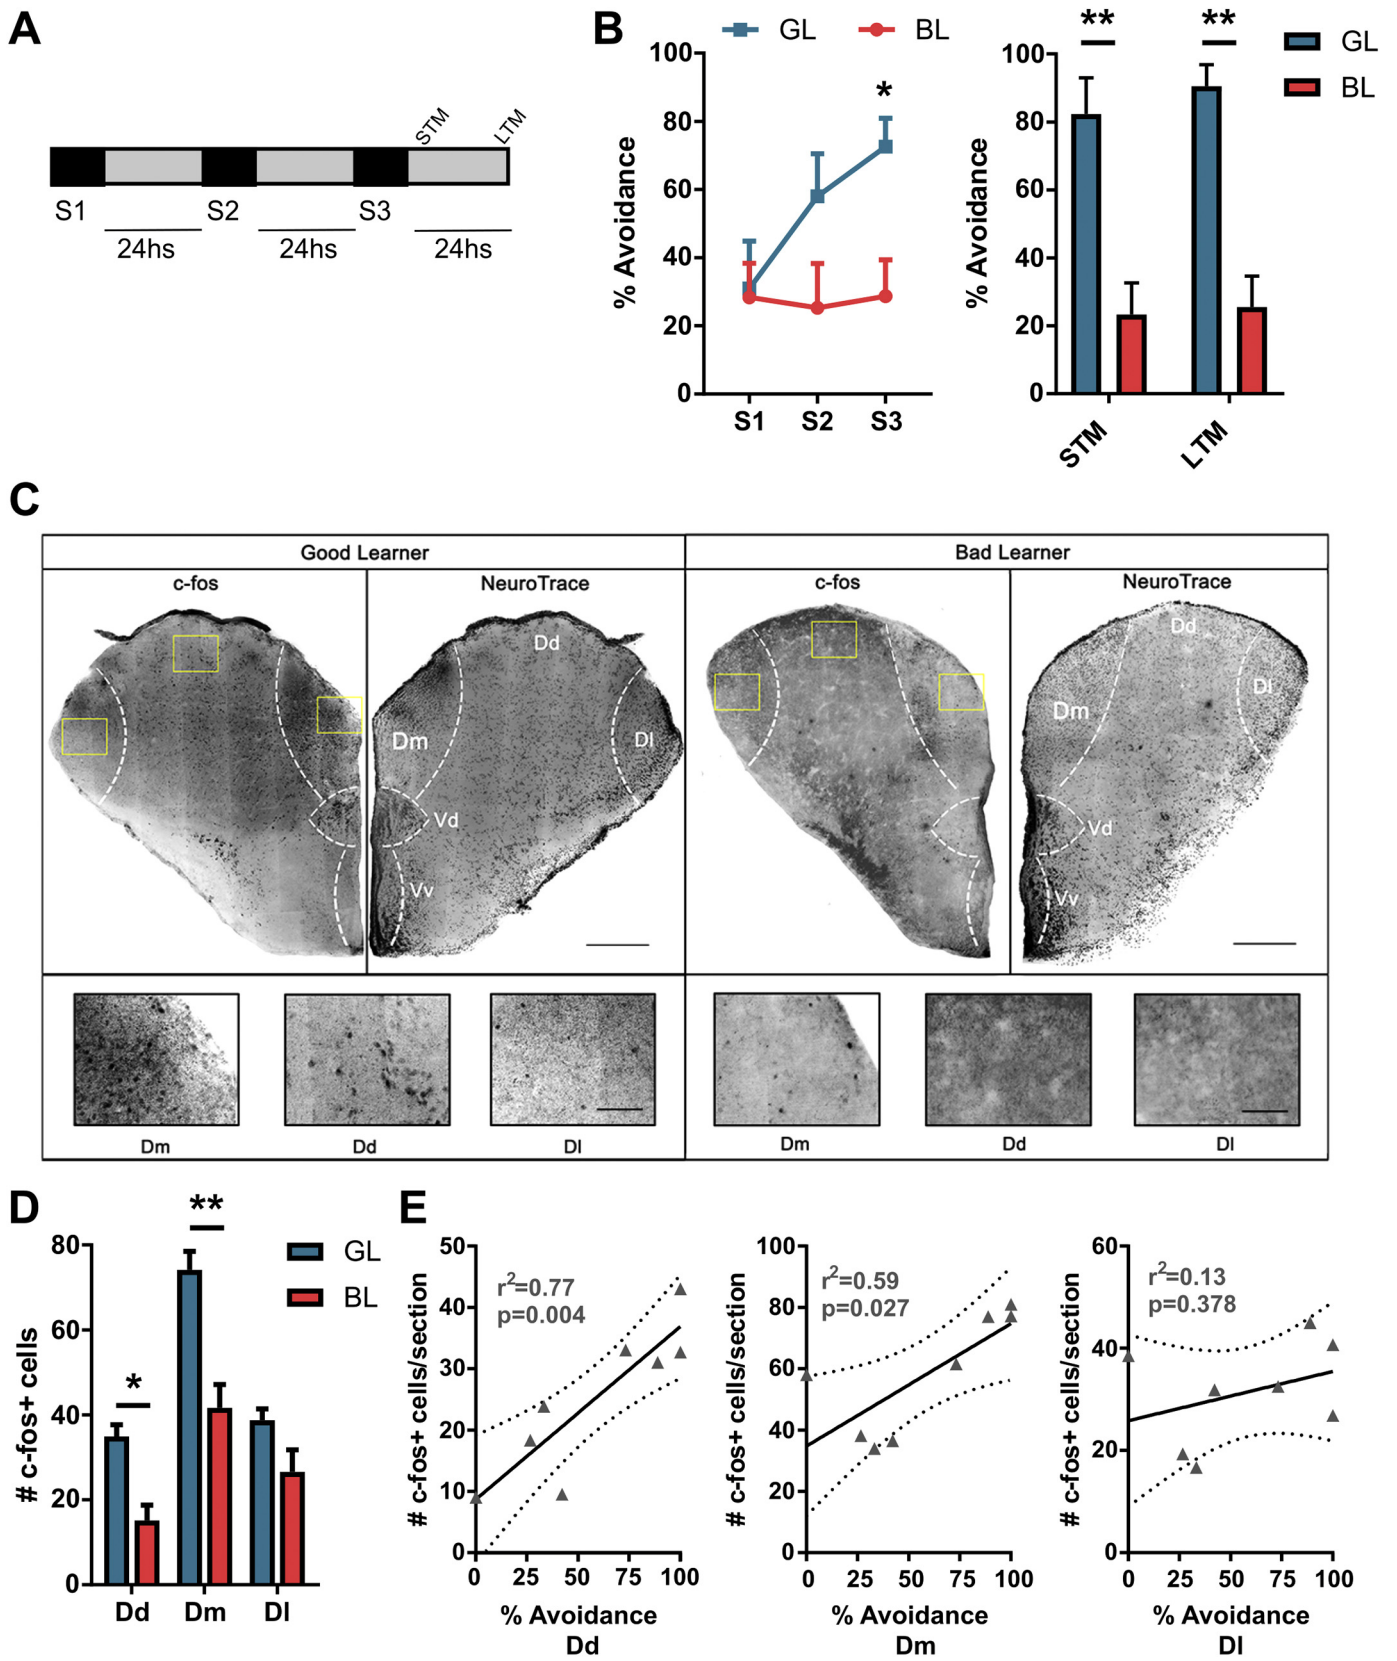 A
STM
LTM
S1
S2
S3
24hs
24hs
24hs
B
GL
BL
% Avoidance
100
80
60
40
20
0
*
S1
S2
S3
% Avoidance
100
80
60
40
20
0
**
**
STM
LTM
GL
BL
C
Good Learner
Bad Learner
c-fos
NeuroTrace
c-fos
NeuroTrace
Dd
Dm
Dl
Vd
Vv
Dd
Dm
Dl
Vd
Vv
Dm
Dd
Dl
Dm
Dd
Dl
D
# c-fos+ cells
80
60
40
20
0
*
**
GL
BL
Dd
Dm
Dl
E
# c-fos+ cells/section
50
40
30
20
10
0
r²=0.77
p=0.004
0 25 50 75 100
% Avoidance
Dd
# c-fos+ cells/section
100
80
60
40
20
0
r²=0.59
p=0.027
0 25 50 75 100
% Avoidance
Dm
# c-fos+ cells/section
60
40
20
0
r²=0.13
p=0.378
0 25 50 75 100
% Avoidance
Dl